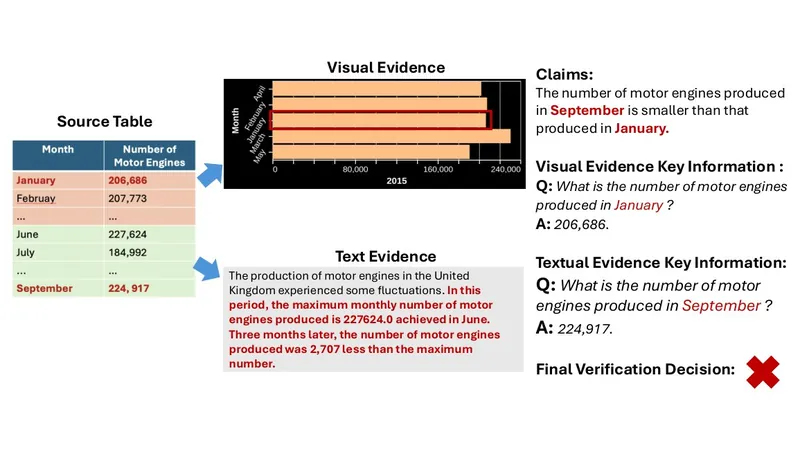 Source Table
Month Number of
Motor Engines
January 206,686
Februay 207,773
... ...
June 227,624
July 184,992
... ...
September 224, 917
Visual Evidence
Month
April
February
January
March
May
0 80,000 160,000 240,000
2015
Text Evidence
The production of motor engines in the United
Kingdom experienced some fluctuations. In this
period, the maximum monthly number of motor
engines produced is 227624.0 achieved in June.
Three months later, the number of motor engines
produced was 2,707 less than the maximum
number.
Claims:
The number of motor engines produced
in September is smaller than that
produced in January.
Visual Evidence Key Information :
Q: What is the number of motor engines
produced in January ?
A: 206,686.
Textual Evidence Key Information:
Q: What is the number of motor
engines produced in September ?
A: 224,917.
Final Verification Decision: